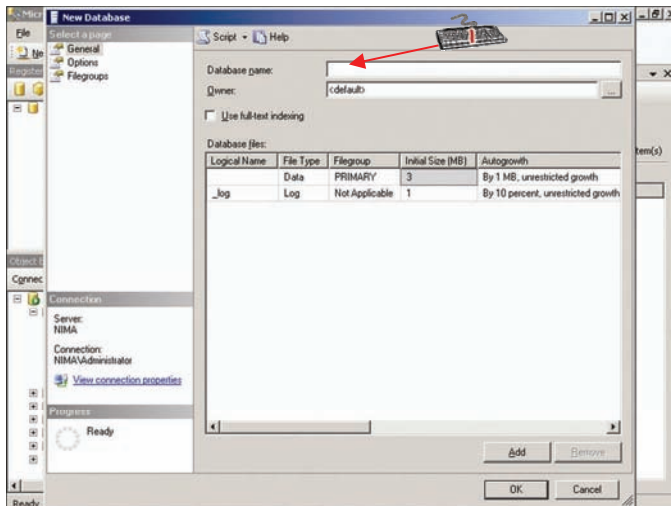 New Database
File
Select a page
General
Options
Filegroups
Script
Help
Database name:
Owner:
<default>
...
Use full-text indexing
Database files:
Logical Name File Type Filegroup Initial Size (MB) Autogrowth
Data PRIMARY 3 By 1 MB, unrestricted growth
_log Log Not Applicable 1 By 10 percent, unrestricted growth
Connection
Server:
NIMA
Connection:
NIMA\Administrator
View connection properties
Progress
Ready
Add
Remove
OK
Cancel
Ready